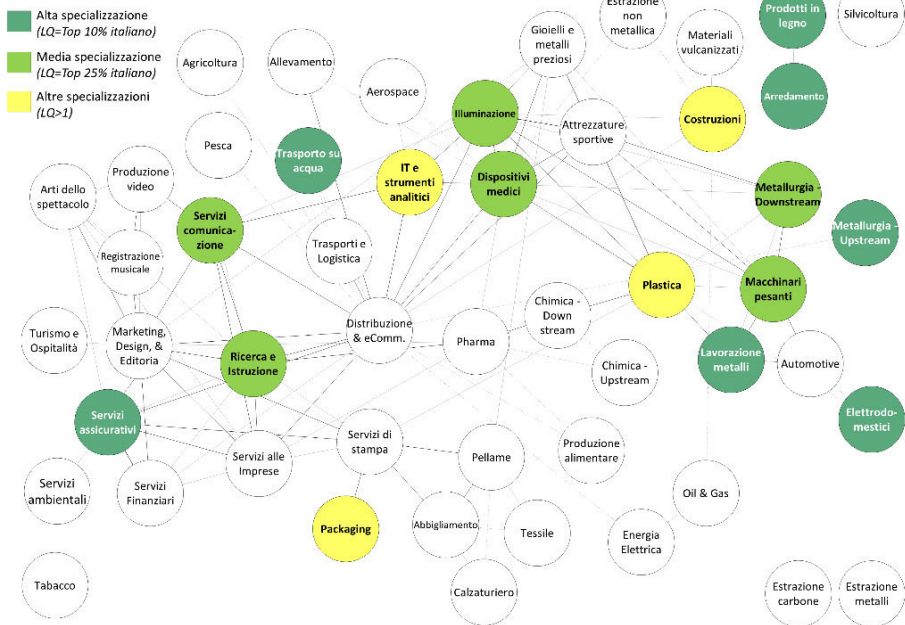 Alta specializzazione
(LQ=Top 10% italiano)
Media specializzazione
(LQ=Top 25% italiano)
Altre specializzazioni
(LQ>1)
Agricoltura
Allevamento
Aerospace
Gioielli e
metalli
preziosi
Estrazione
non
metallica
Materiali
vulcanizzati
Prodotti in
legno
Silvicoltura
Pesca
Trasporto su
acqua
IT e
strumenti
analitici
Illuminazione
Dispositivi
medici
Attrezzature
sportive
Costruzioni
Arredamento
Arti dello
spettacolo
Produzione
video
Servizi
comunica-
zione
Metallurgia -
Downstream
Metallurgia -
Upstream
Registrazione
musicale
Trasporti e
Logistica
Plastica
Macchinari
pesanti
Turismo e
Ospitalità
Marketing,
Design, &
Editoria
Ricerca e
Istruzione
Distribuzione
& eComm.
Pharma
Chimica -
Down
stream
Chimica -
Upstream
Lavorazione
metalli
Automotive
Servizi
assicurativi
Elettrodo-
mestici
Servizi
ambientali
Servizi
Finanziari
Servizi alle
Imprese
Servizi di
stampa
Pellame
Produzione
alimentare
Oil & Gas
Packaging
Abbigliamento
Tessile
Energia
Elettrica
Tabacco
Calzaturiero
Estrazione
carbone
Estrazione
metalli